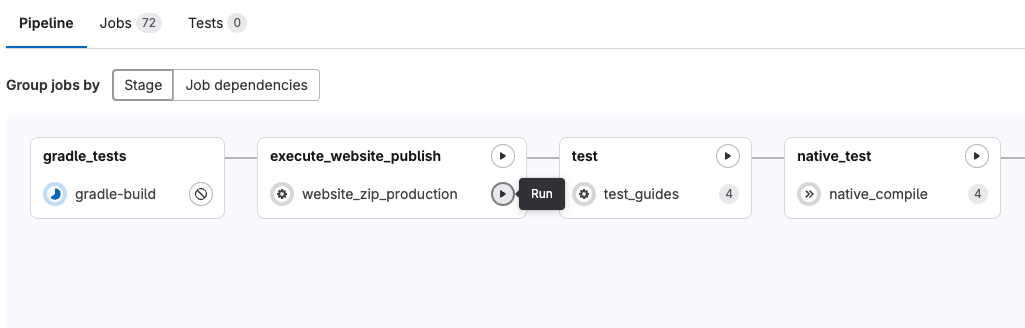 Pipeline Jobs 72 Tests 0
Group jobs by Stage Job dependencies
gradle_tests execute_website_publish test native_test
gradle-build website_zip_production Run test_guides 4 native_compile 4